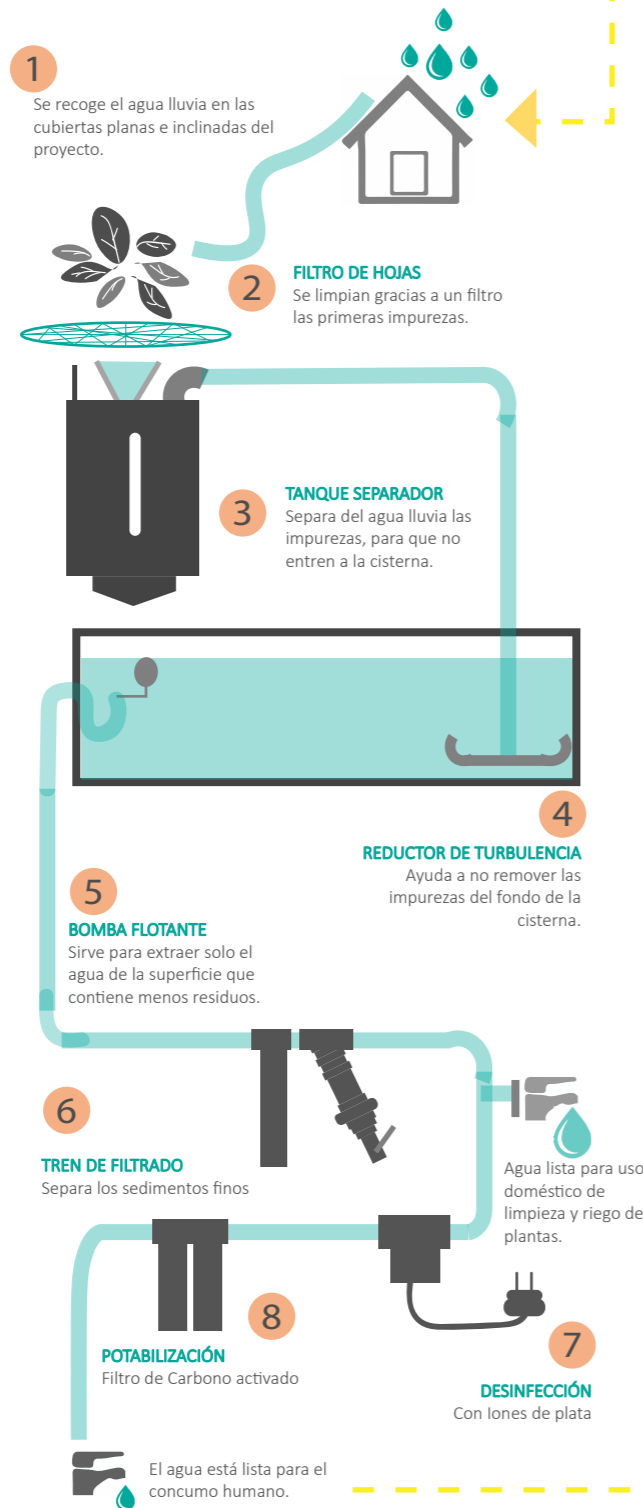 1
Se recoge el agua lluvia en las
cubiertas planas e inclinadas del
proyecto.
2
FILTRO DE HOJAS
Se limpian gracias a un filtro
las primeras impurezas.
3
TANQUE SEPARADOR
Separa del agua lluvia las
impurezas, para que no
entren a la cisterna.
4
REDUCTOR DE TURBULENCIA
Ayuda a no remover las
impurezas del fondo de la
cisterna.
5
BOMBA FLOTANTE
Sirve para extraer solo el
agua de la superficie que
contiene menos residuos.
6
TREN DE FILTRADO
Separa los sedimentos finos
Agua lista para uso
doméstico de
limpieza y riego de
plantas.
7
DESINFECCIÓN
Con Iones de plata
8
POTABILIZACIÓN
Filtro de Carbono activado
El agua está lista para el
concumo humano.